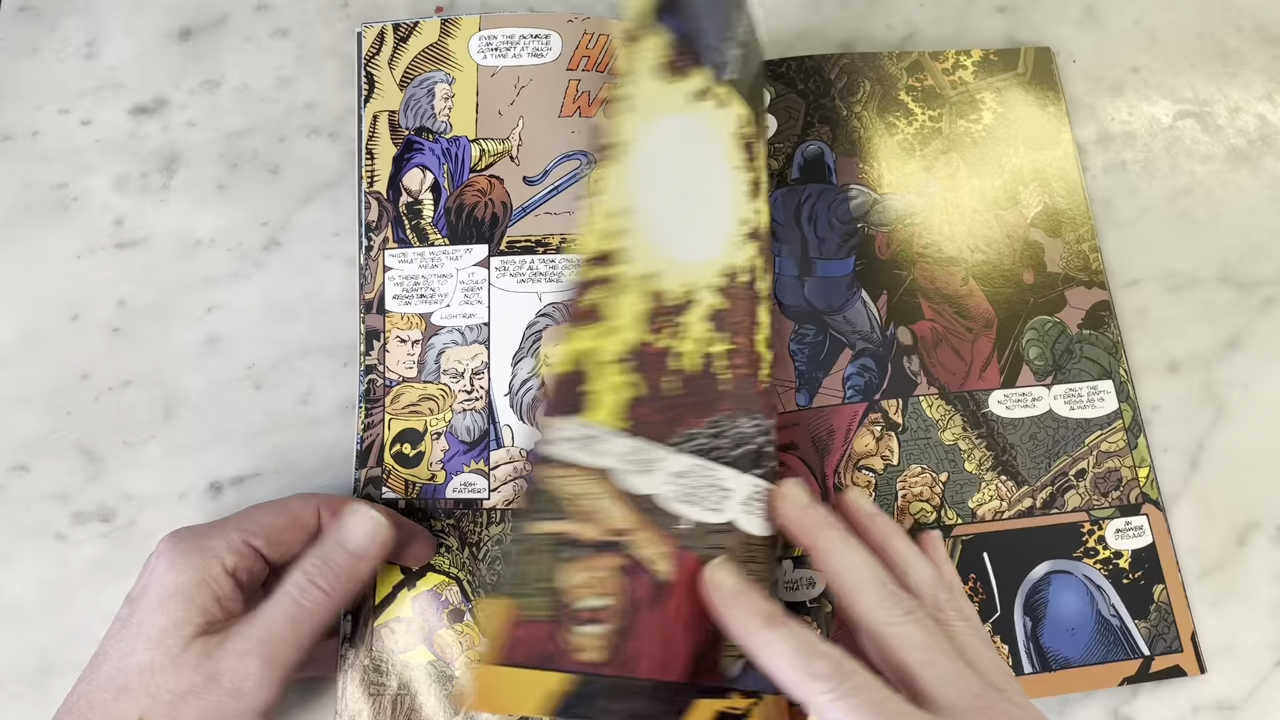 EVEN THE SOURCE
CAN OFFER LITTLE
COMFORT AT SUCH
A TIME AS THIS!
"HIDE THE WORLD"??
WHAT DOES THAT
MEAN?
IS THERE NOTHING
WE CAN DO TO
FIGHT? NO
RESISTANCE WE
CAN OFFER?
IT
WOULD
SEEM
NOT,
ORION.
LIGHTRAY...
HIGH-
FATHER?
THIS IS A TASK ONLY
YOU, OF ALL THE
OF NEW GENESIS,
UNDERTAKE
NOTHING,
NOTHING AND
NOTHING.
ONLY THE
ETERNAL EMPTI-
NESS AS IS
ALWAYS...
WHAT IS
THAT??
AN
ANSWER,
DESAAD.